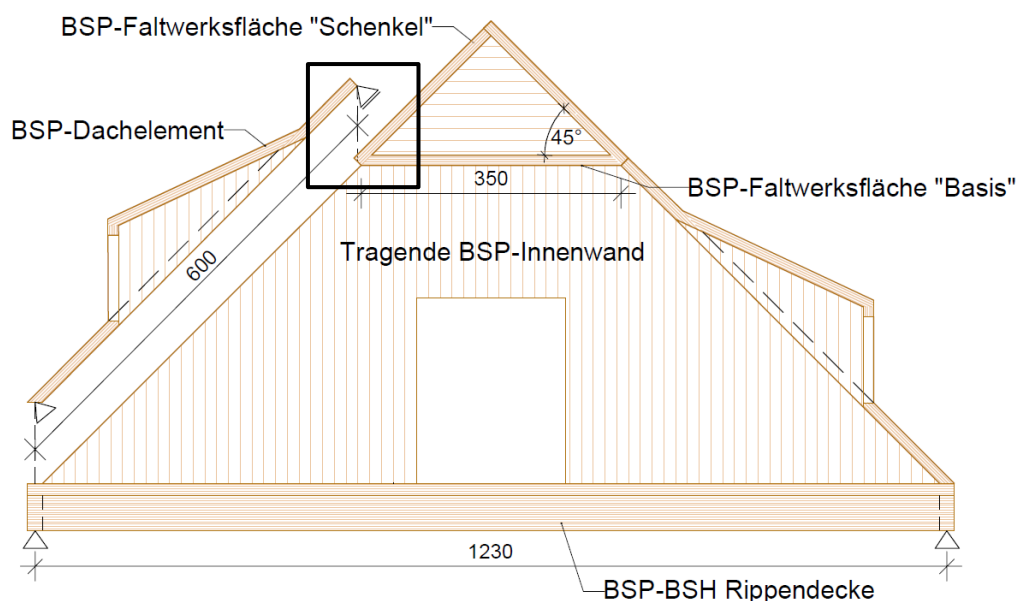 BSP-Faltwerksfläche "Schenkel"
BSP-Dachelement
45°
350
BSP-Faltwerksfläche "Basis"
Tragende BSP-Innenwand
600
1230
BSP-BSH Rippendecke